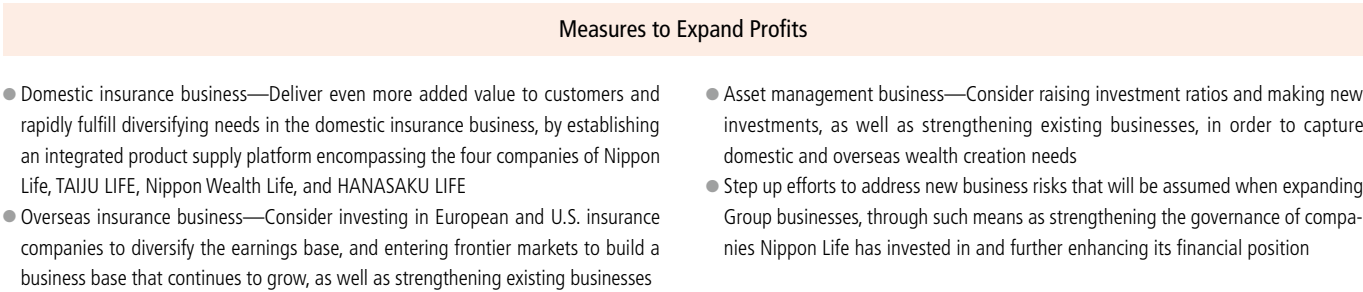 Measures to Expand Profits
● Domestic insurance business—Deliver even more added value to customers and
rapidly fulfill diversifying needs in the domestic insurance business, by establishing
an integrated product supply platform encompassing the four companies of Nippon
Life, TAIJU LIFE, Nippon Wealth Life, and HANASAKU LIFE
● Overseas insurance business—Consider investing in European and U.S. insurance
companies to diversify the earnings base, and entering frontier markets to build a
business base that continues to grow, as well as strengthening existing businesses
● Asset management business—Consider raising investment ratios and making new
investments, as well as strengthening existing businesses, in order to capture
domestic and overseas wealth creation needs
● Step up efforts to address new business risks that will be assumed when expanding
Group businesses, through such means as strengthening the governance of compa-
nies Nippon Life has invested in and further enhancing its financial position